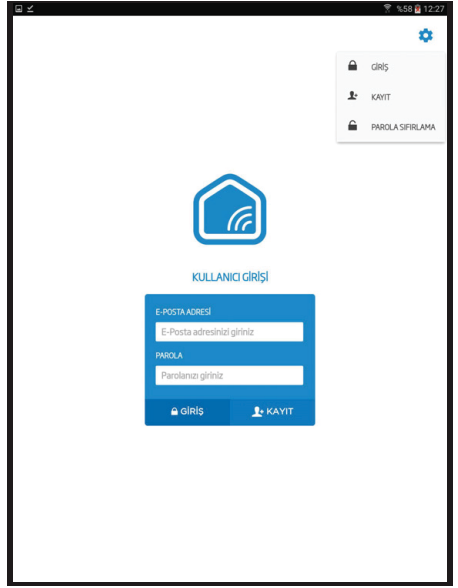 %58 12:27
GİRİŞ
KAYIT
PAROLA SIFIRLAMA
KULLANICI GİRİŞİ
E-POSTA ADRESİ
E-Posta adresinizi giriniz
PAROLA
Parolanızı giriniz
GİRİŞ KAYIT